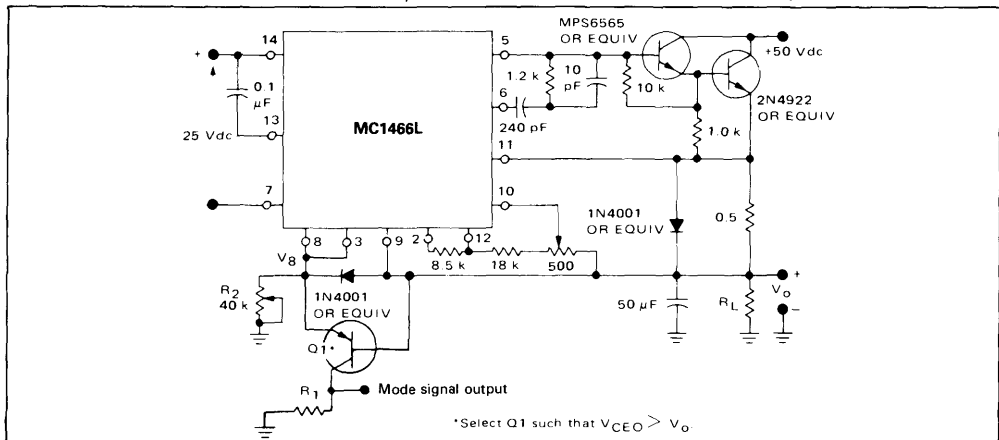 MPS6565
OR EQUIV
+50 Vdc
14
5
+
1.2 k
10
pF
10 k
0.1
μF
6
2N4922
OR EQUIV
240 pF
MC1466L
13
1.0 k
25 Vdc
11
10
7
1N4001
OR EQUIV
0.5
V8
8
3
9
2
12
8.5 k
18 k
500
+
R2
40 k
1N4001
OR EQUIV
50 μF
RL
Vo
-
Q1*
Mode signal output
R1
*Select Q1 such that VCEO > Vo.